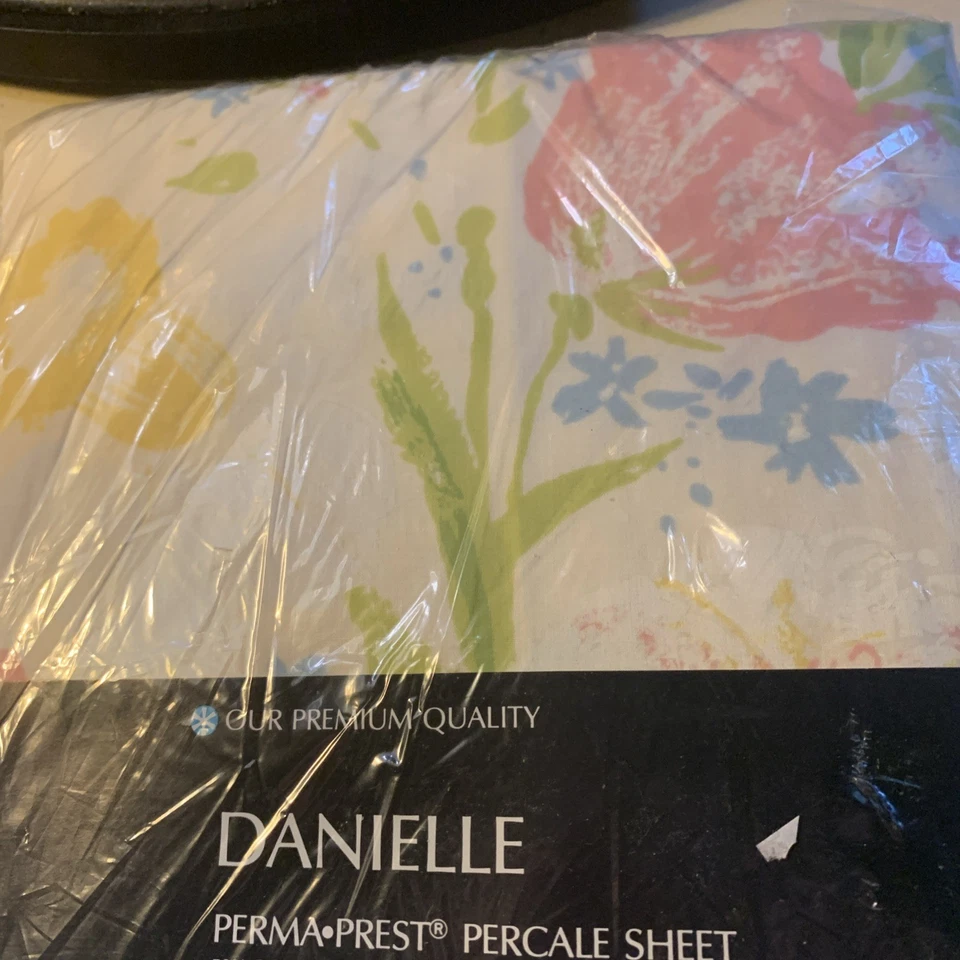 OUR PREMIUM QUALITY
DANIELLE
PERMA•PREST® PERCALE SHEET